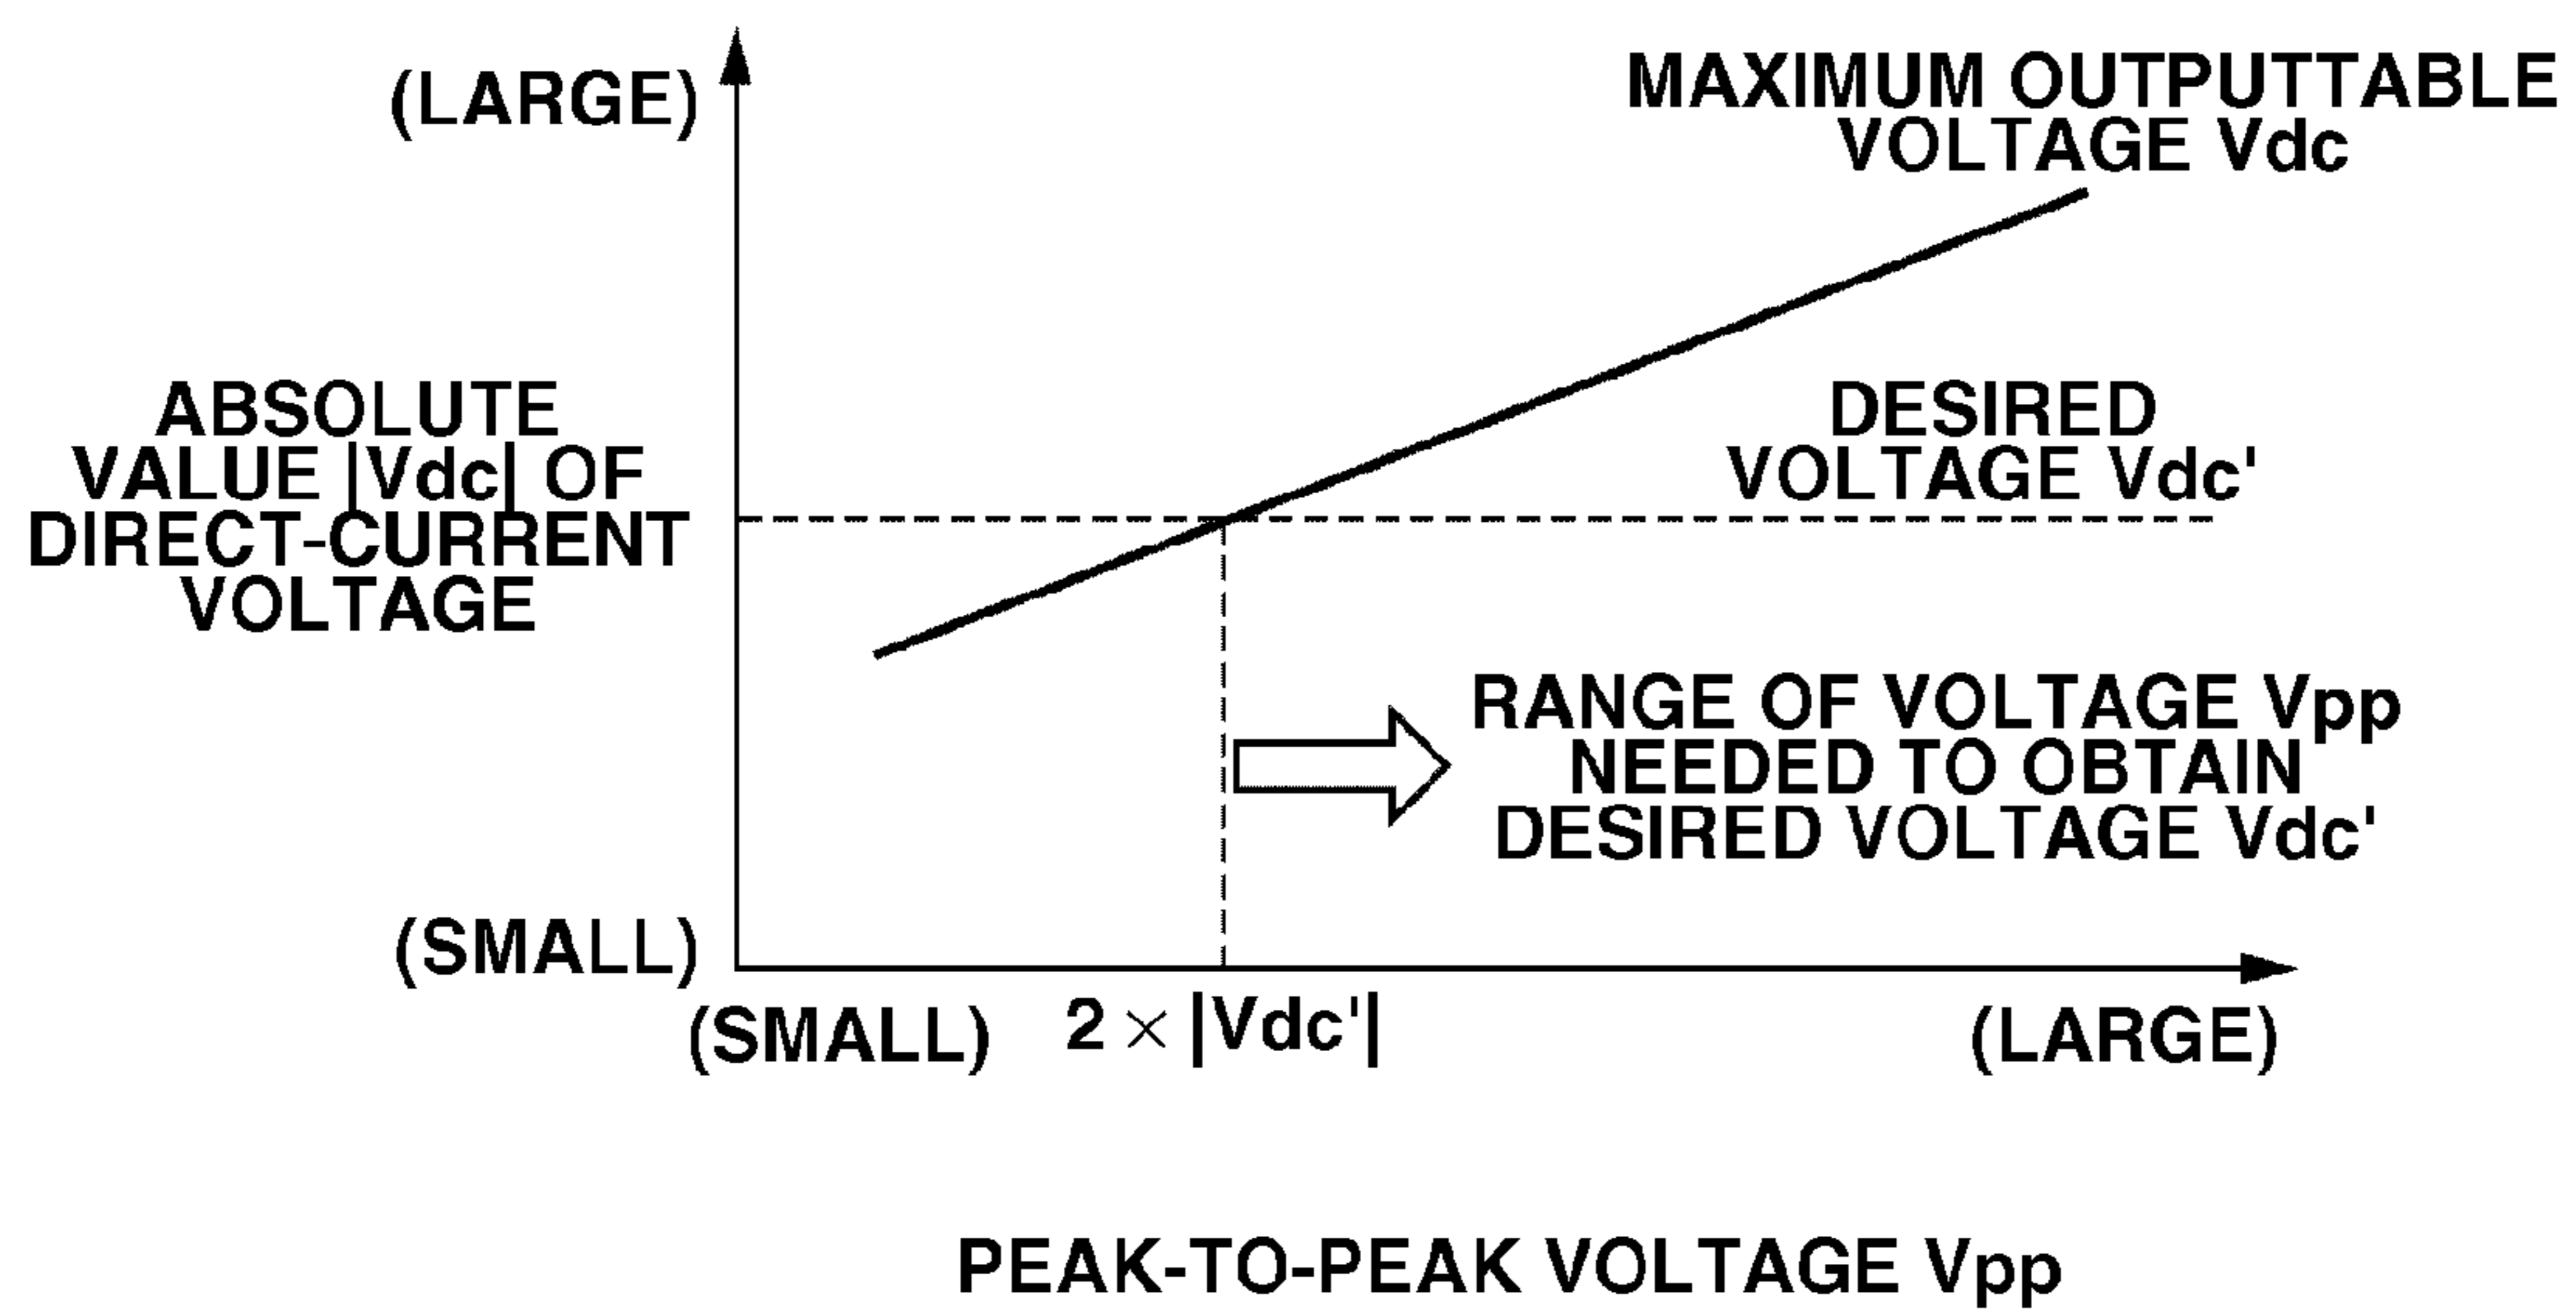 (LARGE)
MAXIMUM OUTPUTTABLE
VOLTAGE Vdc
ABSOLUTE
VALUE |Vdc| OF
DIRECT-CURRENT
VOLTAGE
DESIRED
VOLTAGE Vdc'
RANGE OF VOLTAGE Vpp
NEEDED TO OBTAIN
DESIRED VOLTAGE Vdc'
(SMALL)
(SMALL)
2 × |Vdc'|
(LARGE)
PEAK-TO-PEAK VOLTAGE Vpp